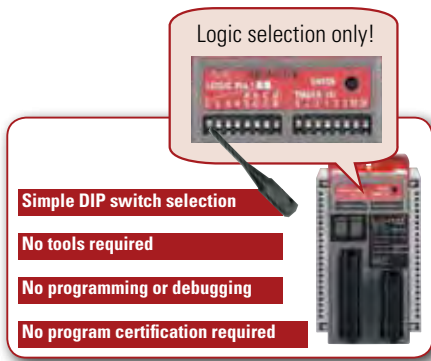 Logic selection only!
Simple DIP switch selection
No tools required
No programming or debugging
No program certification required